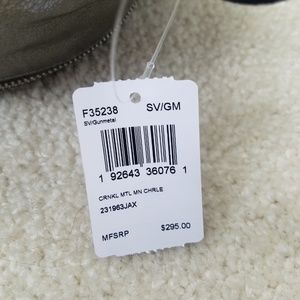 F35238 SV/GM
SV/Gunmetal
1 92643 36076 1
CRNKL MTL MN CHRLE
231963JAX
MFSRP $295.00